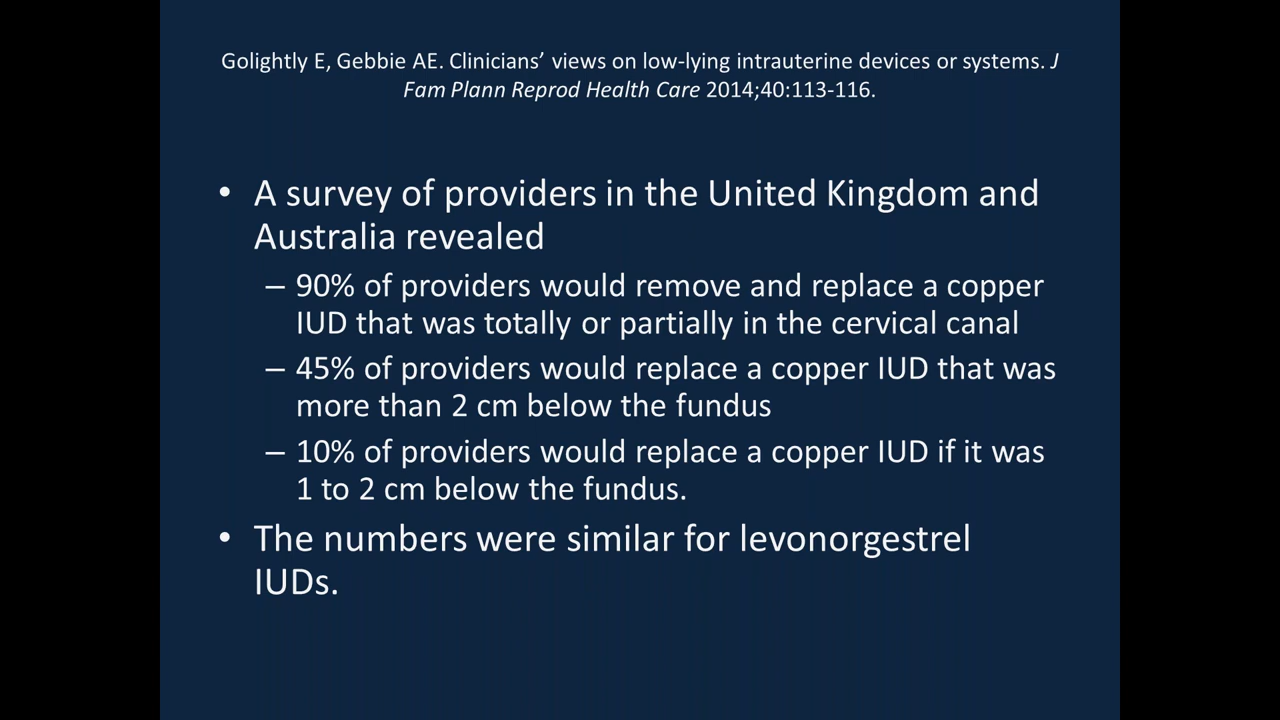 Golightly E, Gebbie AE. Clinicians’ views on low-lying intrauterine devices or systems. J
Fam Plann Reprod Health Care 2014;40:113-116.
• A survey of providers in the United Kingdom and
Australia revealed
– 90% of providers would remove and replace a copper
IUD that was totally or partially in the cervical canal
– 45% of providers would replace a copper IUD that was
more than 2 cm below the fundus
– 10% of providers would replace a copper IUD if it was
1 to 2 cm below the fundus.
• The numbers were similar for levonorgestrel
IUDs.